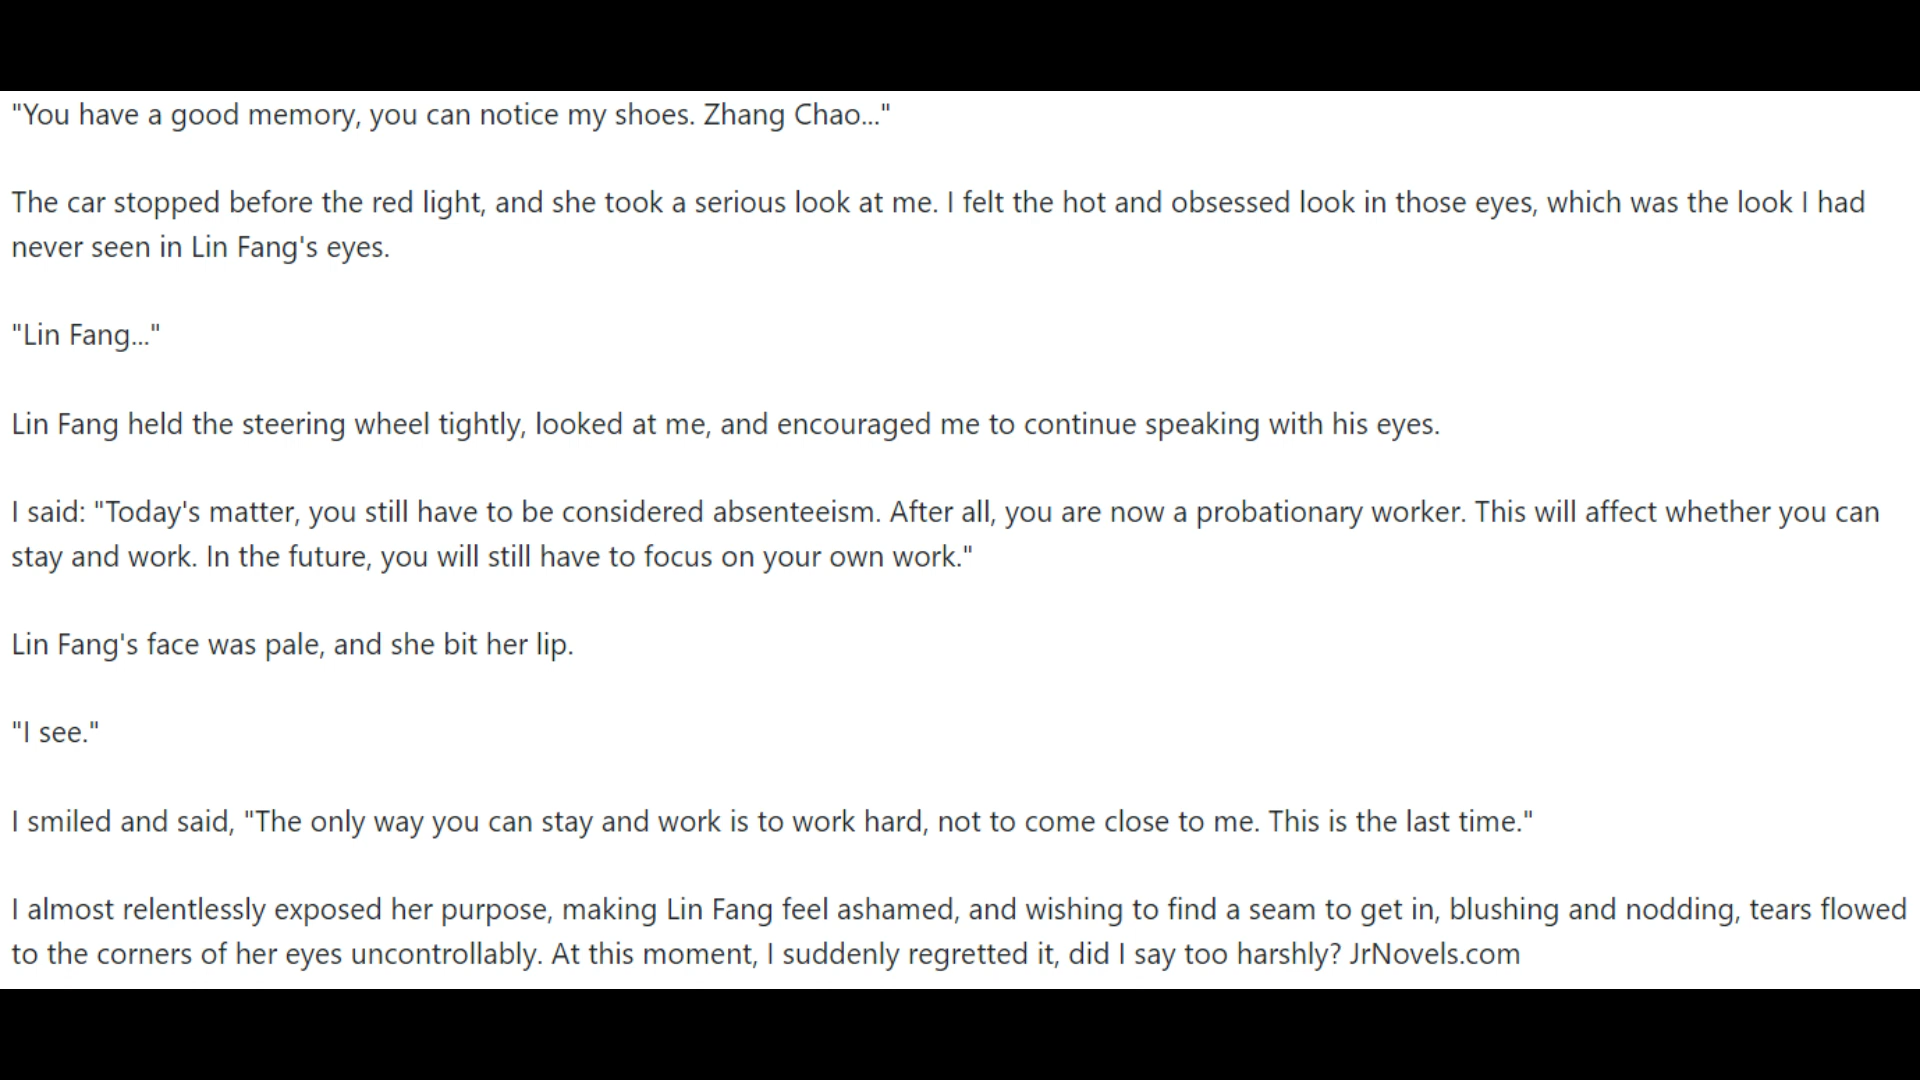 "You have a good memory, you can notice my shoes. Zhang Chao..."
The car stopped before the red light, and she took a serious look at me. I felt the hot and obsessed look in those eyes, which was the look I had
never seen in Lin Fang's eyes.
"Lin Fang..."
Lin Fang held the steering wheel tightly, looked at me, and encouraged me to continue speaking with his eyes.
I said: "Today's matter, you still have to be considered absenteeism. After all, you are now a probationary worker. This will affect whether you can
stay and work. In the future, you will still have to focus on your own work."
Lin Fang's face was pale, and she bit her lip.
"I see."
I smiled and said, "The only way you can stay and work is to work hard, not to come close to me. This is the last time."
I almost relentlessly exposed her purpose, making Lin Fang feel ashamed, and wishing to find a seam to get in, blushing and nodding, tears flowed
to the corners of her eyes uncontrollably. At this moment, I suddenly regretted it, did I say too harshly? JrNovels.com